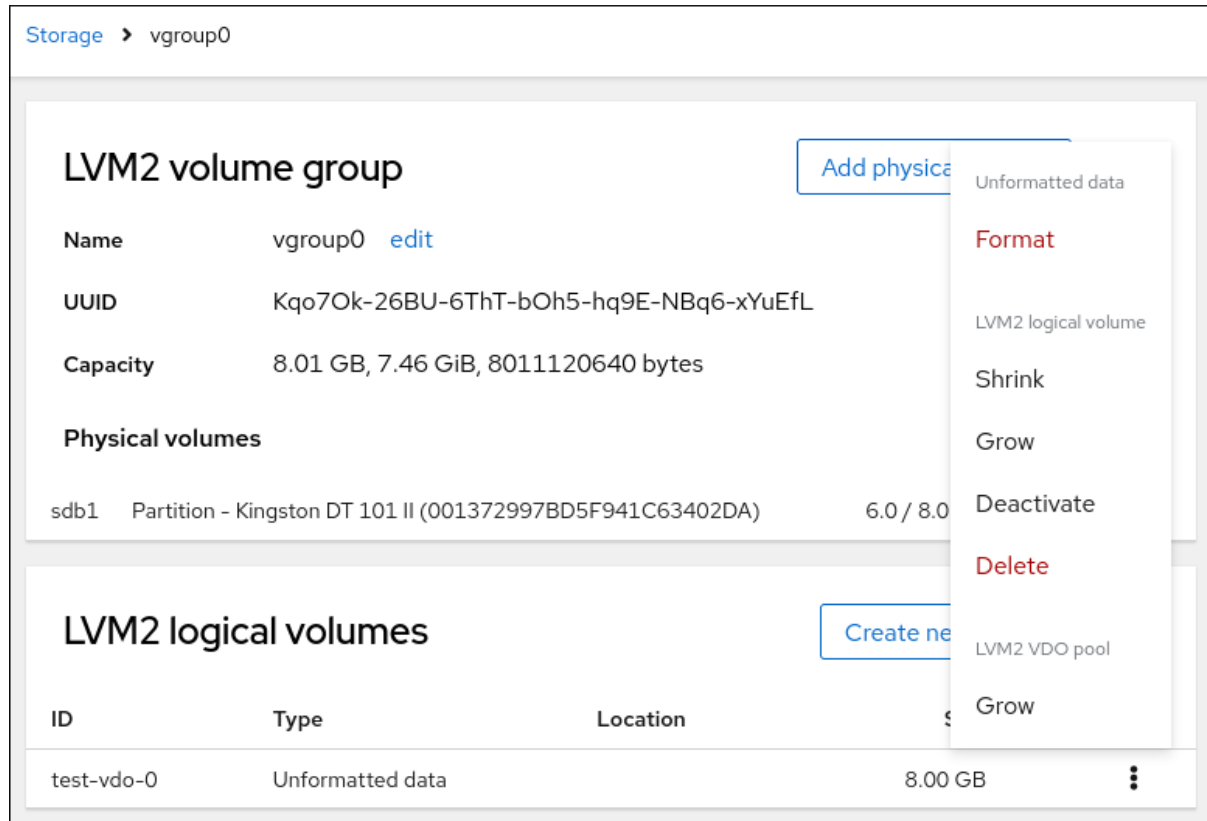 Storage > vgroup0
LVM2 volume group
Add physica
Name vgroup0 edit
UUID Kqo7Ok-26BU-6ThT-bOh5-hq9E-NBq6-xYuEfL
Capacity 8.01 GB, 7.46 GiB, 8011120640 bytes
Physical volumes
sdb1 Partition - Kingston DT 101 II (001372997BD5F941C63402DA) 6.0 / 8.0
Unformatted data
Format
LVM2 logical volume
Shrink
Grow
Deactivate
Delete
LVM2 VDO pool
Grow
LVM2 logical volumes
Create ne
ID Type Location
test-vdo-0 Unformatted data 8.00 GB